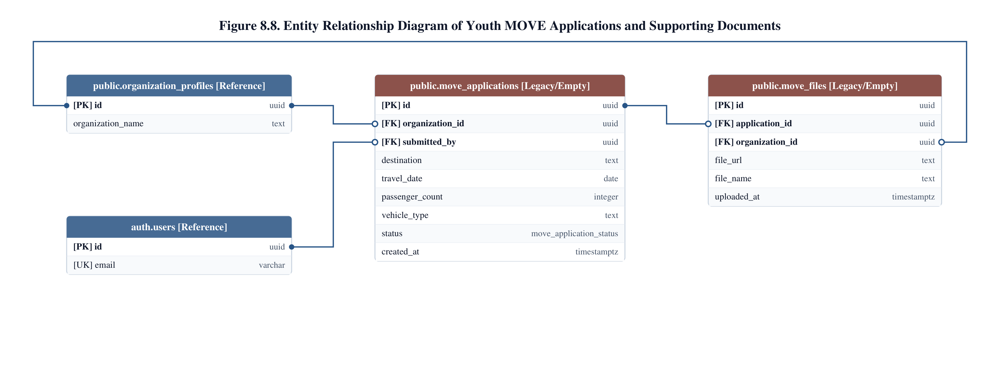 Figure 8.8. Entity Relationship Diagram of Youth MOVE Applications and Supporting Documents
public.organization_profiles [Reference]
[PK] id uuid
organization_name text
auth.users [Reference]
[PK] id uuid
[UK] email varchar
public.move_applications [Legacy/Empty]
[PK] id uuid
[FK] organization_id uuid
[FK] submitted_by uuid
destination text
travel_date date
passenger_count integer
vehicle_type text
status move_application_status
created_at timestamptz
public.move_files [Legacy/Empty]
[PK] id uuid
[FK] application_id uuid
[FK] organization_id uuid
file_url text
file_name text
uploaded_at timestamptz